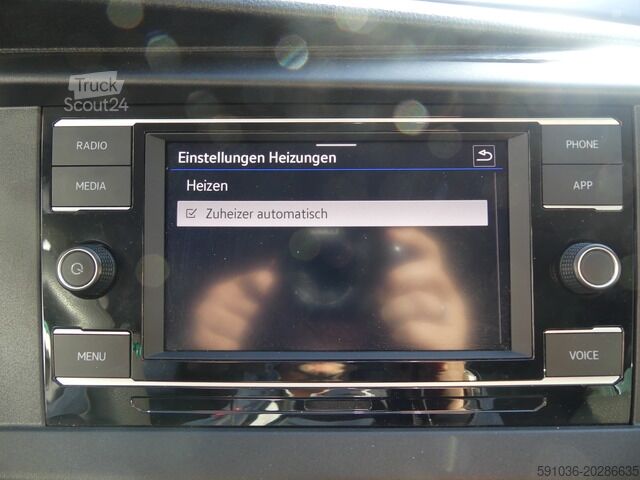 Truck
Scout24
RADIO
MEDIA
MENU
Einstellungen Heizungen
Heizen
Zuheizer automatisch
PHONE
APP
VOICE
591036-20286635